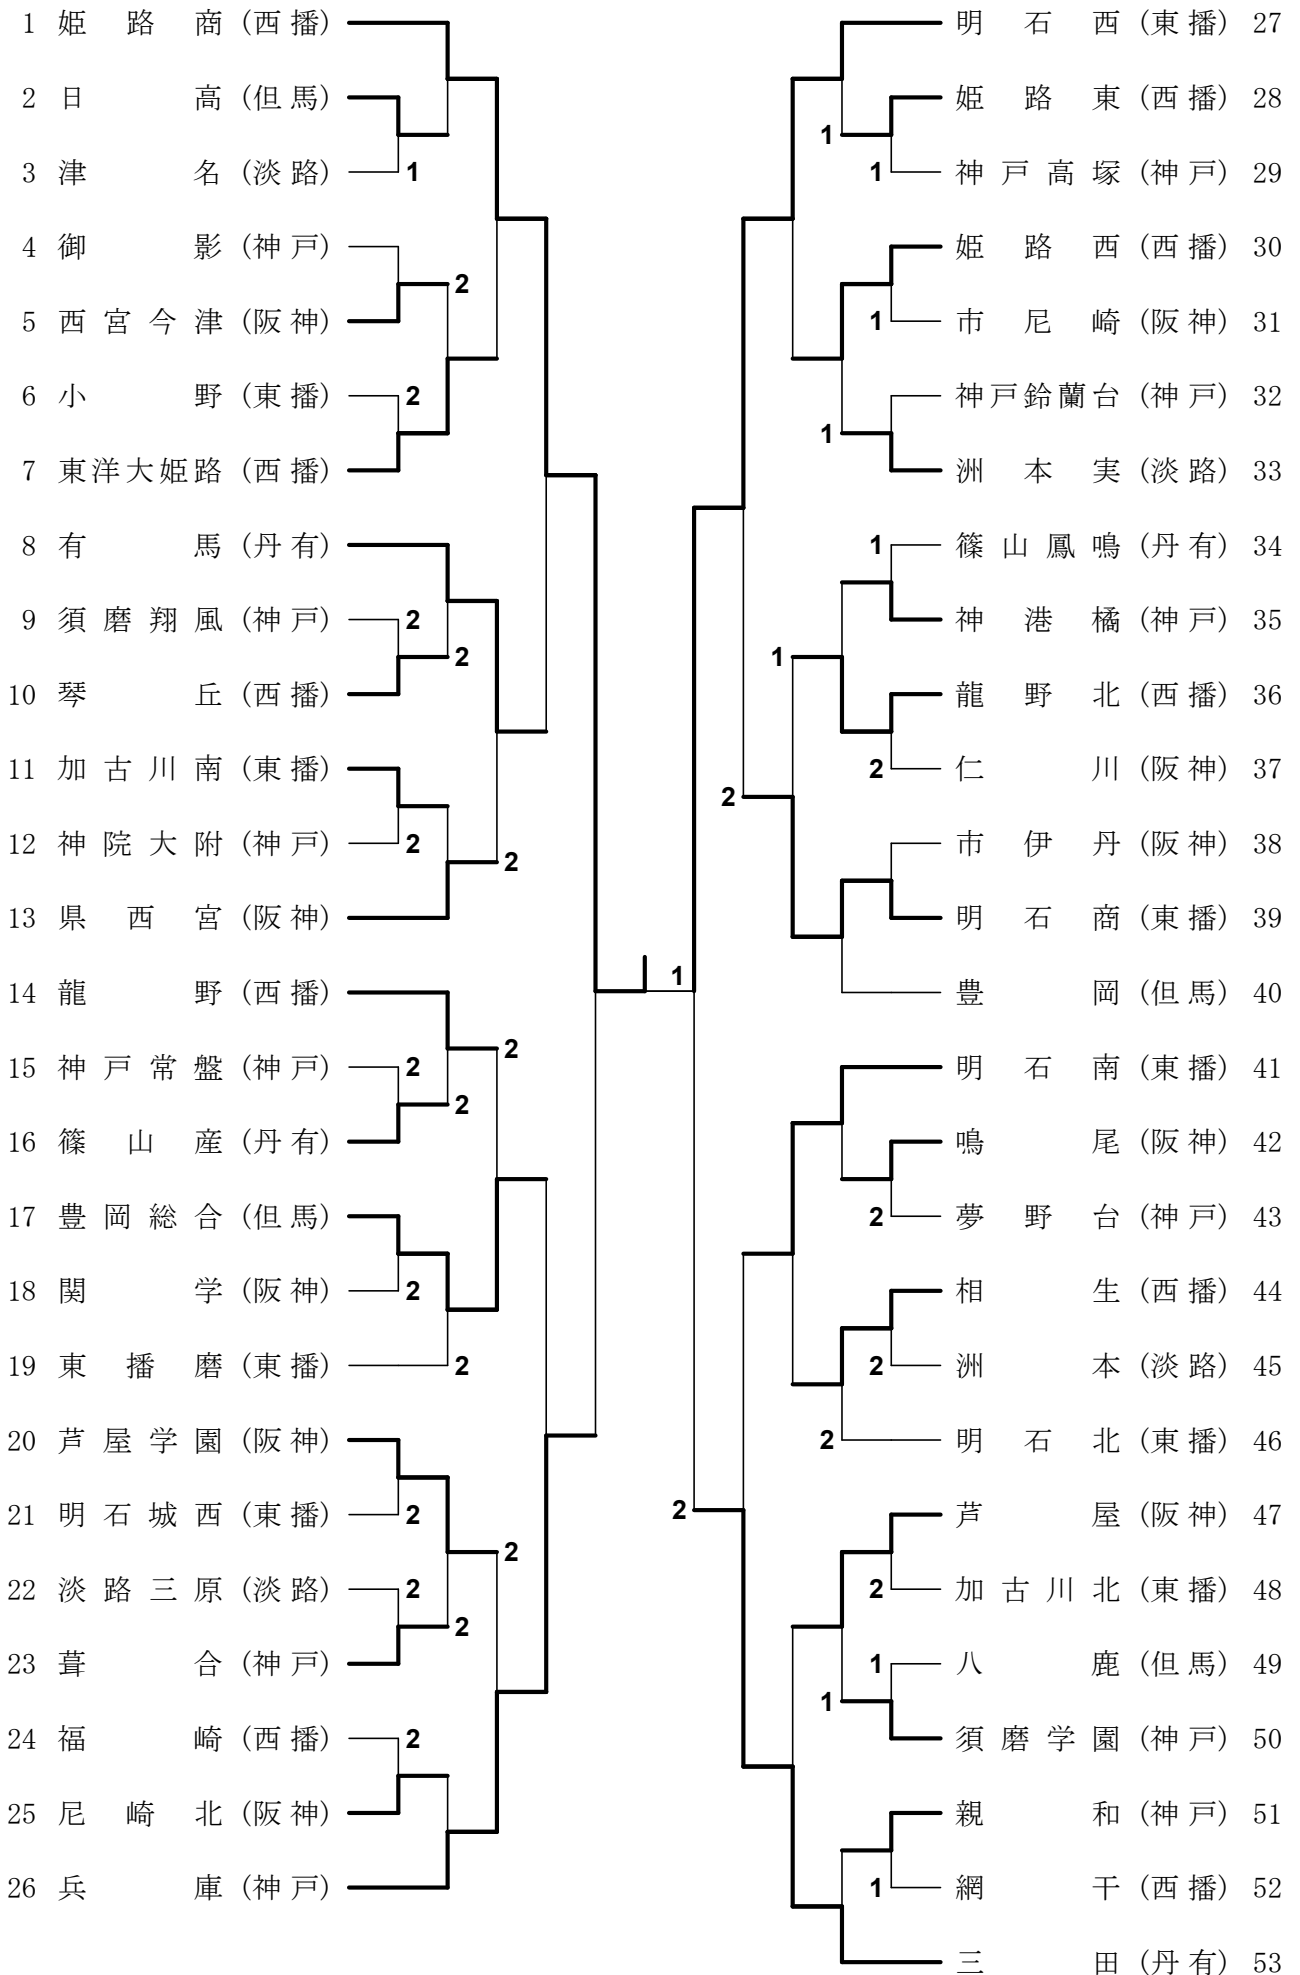 1 姫路商 (西播)
2 日高 (但馬)
3 津名 (淡路) 1
4 御影 (神戸)
2
5 西宮今津 (阪神)
6 小野 (東播) 2
7 東洋大姫路 (西播)
8 有馬 (丹有)
9 須磨翔風 (神戸) 2
2
10 琴丘 (西播)
11 加古川南 (東播)
12 神院大附 (神戸) 2
2
13 県西宮 (阪神)
14 龍野 (西播)
2
15 神戸常盤 (神戸) 2
2
16 篠山産 (丹有)
17 豊岡総合 (但馬)
18 関学 (阪神) 2
19 東播磨 (東播) 2
20 芦屋学園 (阪神)
21 明石城西 (東播) 2
2
22 淡路三原 (淡路) 2
2
23 葺合 (神戸)
24 福崎 (西播) 2
25 尼崎北 (阪神)
26 兵庫 (神戸)
1
明石西 (東播) 27
姫路東 (西播) 28
1
1 神戸高塚 (神戸) 29
姫路西 (西播) 30
1 市尼崎 (阪神) 31
神戸鈴蘭台 (神戸) 32
1
洲本実 (淡路) 33
1 篠山鳳鳴 (丹有) 34
神港橘 (神戸) 35
1
龍野北 (西播) 36
2 仁川 (阪神) 37
2
市伊丹 (阪神) 38
明石商 (東播) 39
豊岡 (但馬) 40
明石南 (東播) 41
鳴尾 (阪神) 42
2 夢野台 (神戸) 43
相生 (西播) 44
2 洲本 (淡路) 45
2 明石北 (東播) 46
2 芦屋 (阪神) 47
2 加古川北 (東播) 48
1 八鹿 (但馬) 49
1
須磨学園 (神戸) 50
親和 (神戸) 51
1 網干 (西播) 52
三田 (丹有) 53